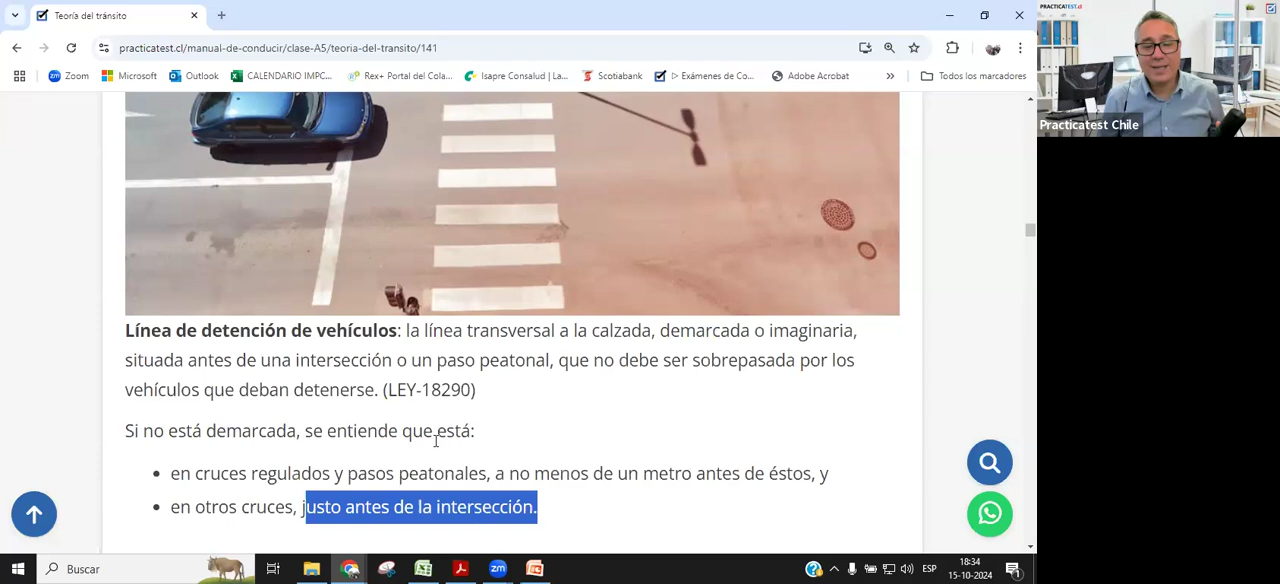 Teoría del tránsito
practicatest.cl/manual-de-conducir/clase-A5/teoria-del-transito/141
Zoom
Microsoft
Outlook
CALENDARIO IMPC...
Rex+ Portal del Cola...
Isapre Consalud | La...
Scotiabank
▷ Exámenes de Co...
Adobe Acrobat
»
Todos los marcadores
PRACTICATEST.cl
Practicatest Chile
Línea de detención de vehículos: la línea transversal a la calzada, demarcada o imaginaria,
situada antes de una intersección o un paso peatonal, que no debe ser sobrepasada por los
vehículos que deban detenerse. (LEY-18290)
Si no está demarcada, se entiende que está:
• en cruces regulados y pasos peatonales, a no menos de un metro antes de éstos, y
• en otros cruces, justo antes de la intersección.
Buscar
ESP
18:34
15-10-2024